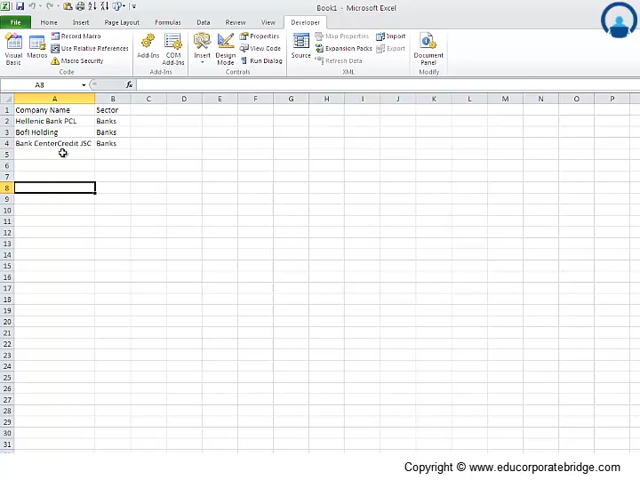 Book1 - Microsoft Excel
File Home Insert Page Layout Formulas Data Review View Developer
Visual Basic
Macros
Record Macro
Use Relative References
Macro Security
Code
Add-Ins
COM Add-Ins
Add-Ins
Insert
Design Mode
Properties
View Code
Run Dialog
Controls
Source
Map Properties
Expansion Packs
Refresh Data
Import
Export
XML
Document Panel
Modify
A8 fx
A B C D E F G H I J K L M N O P
1 Company Name Sector
2 Hellenic Bank PCL Banks
3 BofI Holding Banks
4 Bank CenterCredit JSC Banks
5
6
7
8
9
10
11
12
13
14
15
16
17
18
19
20
21
22
23
24
25
26
27
28
29
30
31
Copyright © www.educorporatebridge.com